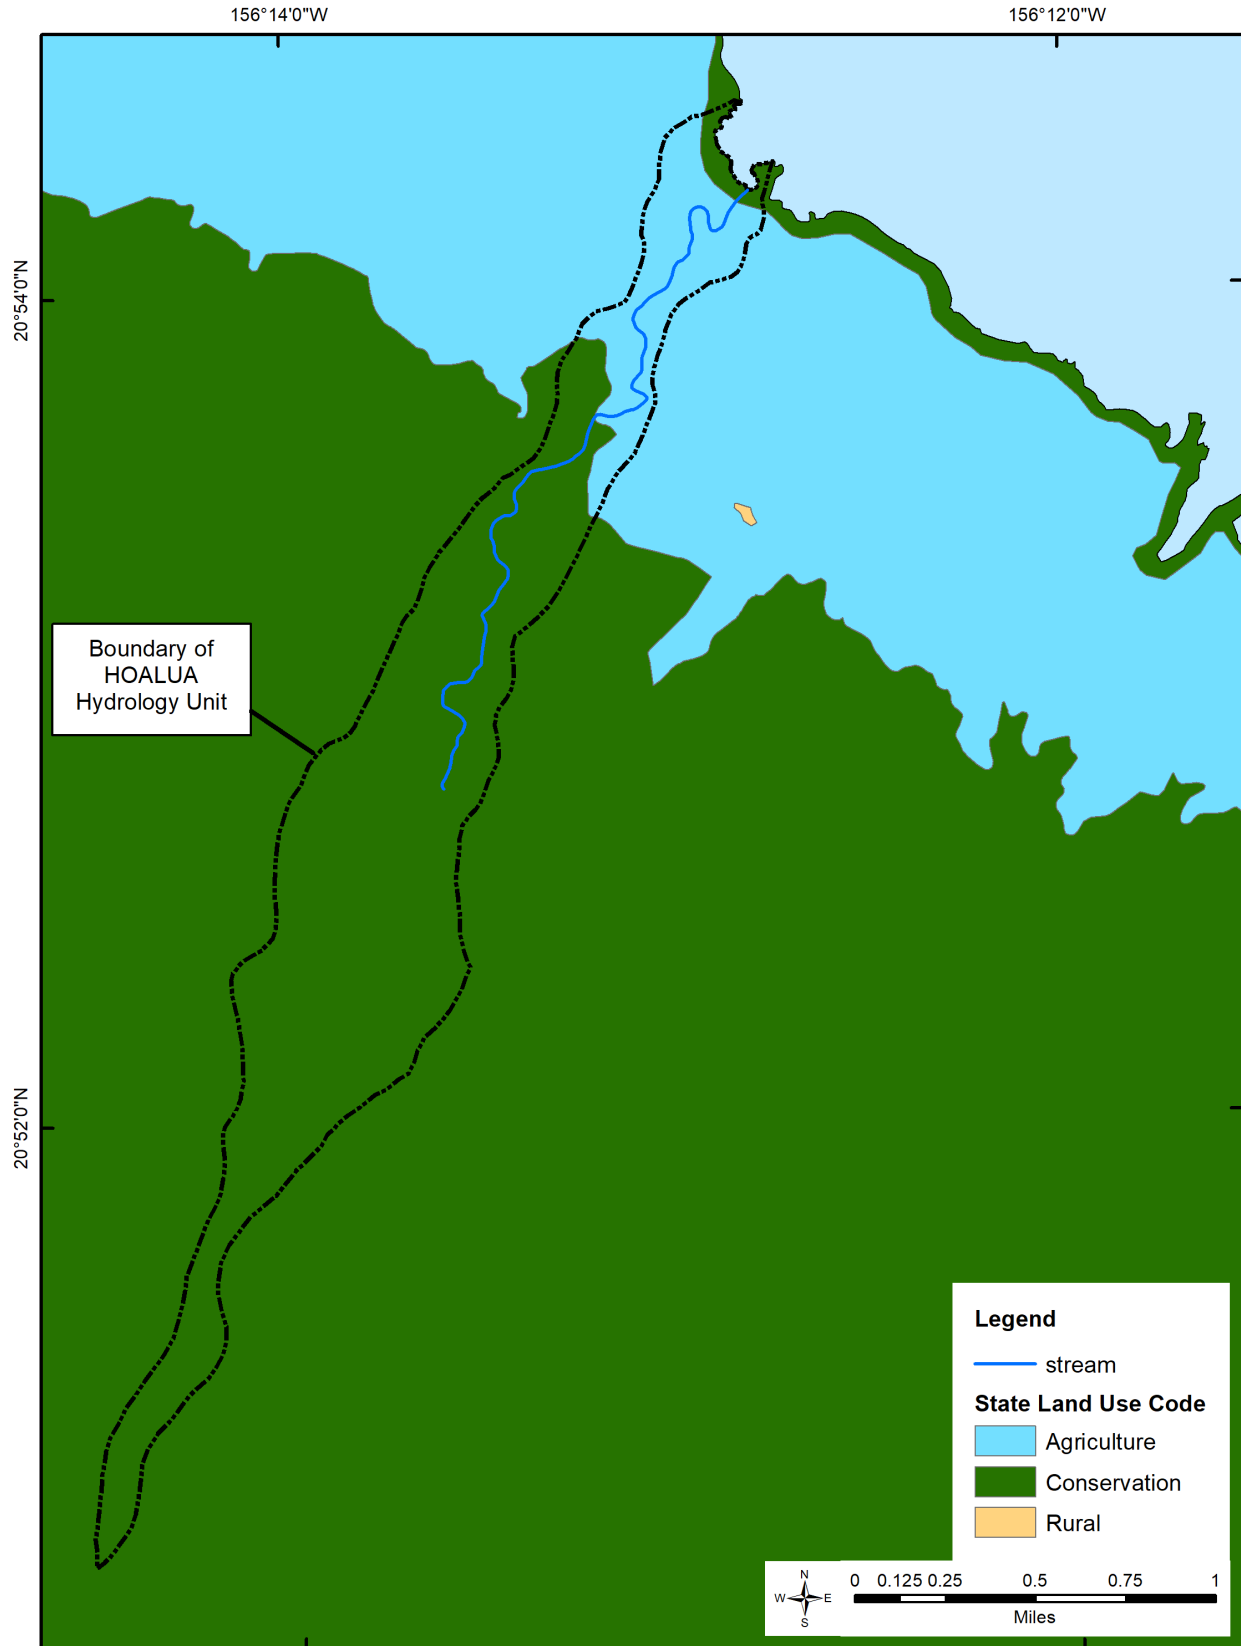 156°14'0"W
156°12'0"W
20°54'0"N
Boundary of
HOALUA
Hydrology Unit
20°52'0"N
Legend
stream
State Land Use Code
Agriculture
Conservation
Rural
N
W E
S
0 0.125 0.25 0.5 0.75 1
Miles